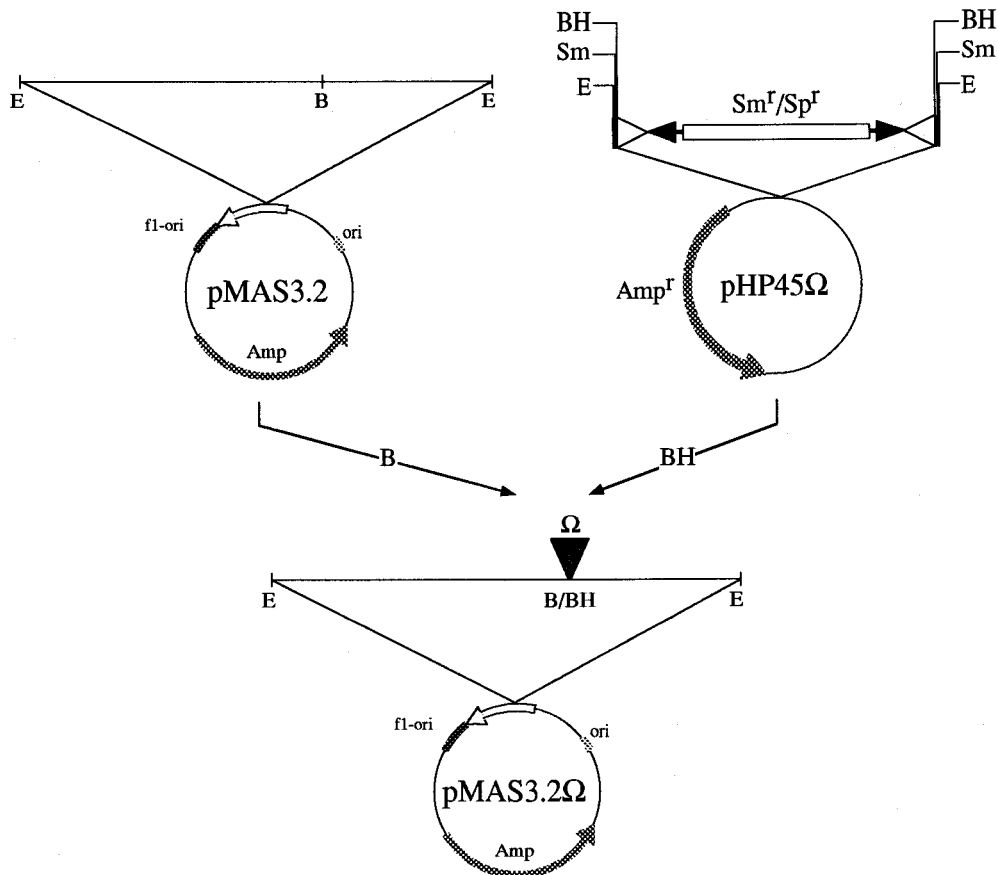 BH
Sm
E
BH
Sm
E
Smʳ/Spʳ
E
B
E
f1-ori
ori
pMAS3.2
Amp
Ampʳ
pHP45Ω
B
BH
Ω
E
B/BH
E
f1-ori
ori
pMAS3.2Ω
Amp